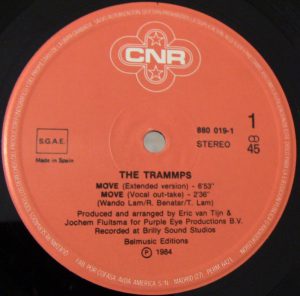 CNR
880 019-1
1
STEREO
45
S.G.A.E.
Made in Spain
THE TRAMMPS
MOVE (Extended version) - 6'53"
MOVE (Vocal out-take) - 2'36"
(Wando Lam/R. Benatar/T. Lam)
Produced and arranged by Eric van Tijn &
Jochem Fluitsma for Purple Eye Productions B.V.
Recorded at Brilly Sound Studios
Belmusic Editions
℗ 1984